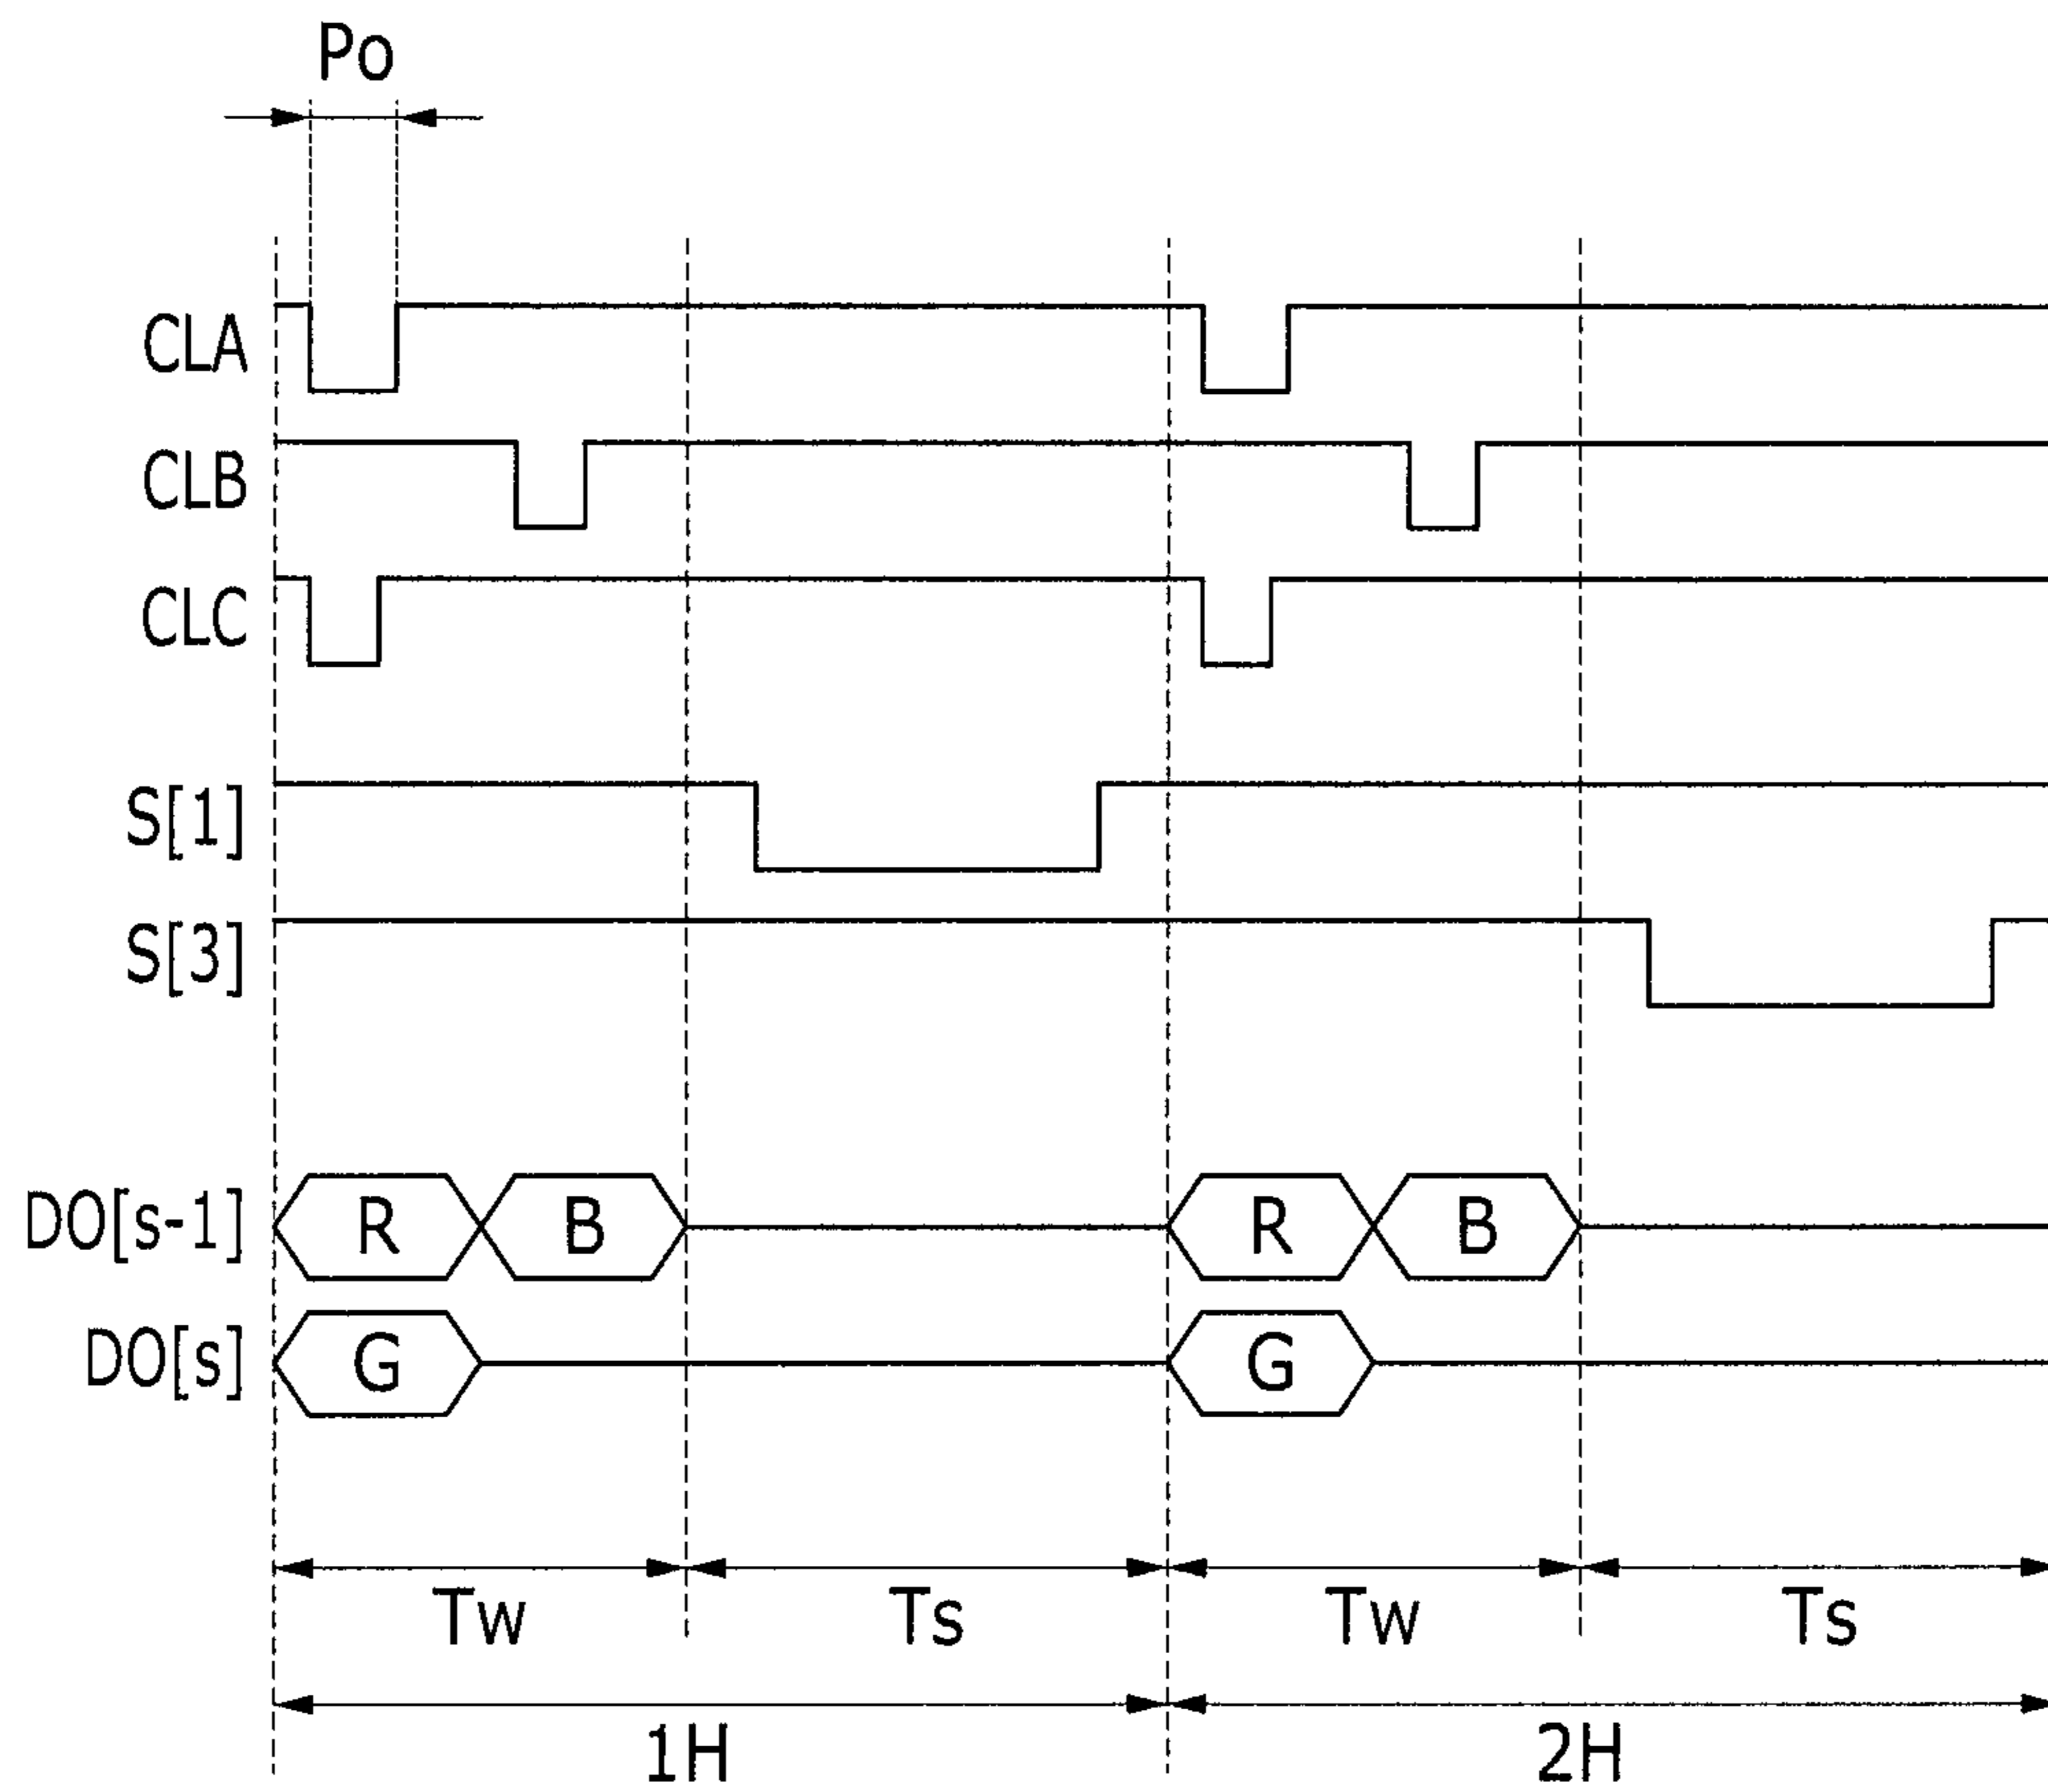 Po
CLA
CLB
CLC
S[1]
S[3]
DO[s-1] R B R B
DO[s] G G
Tw Ts Tw Ts
1H 2H